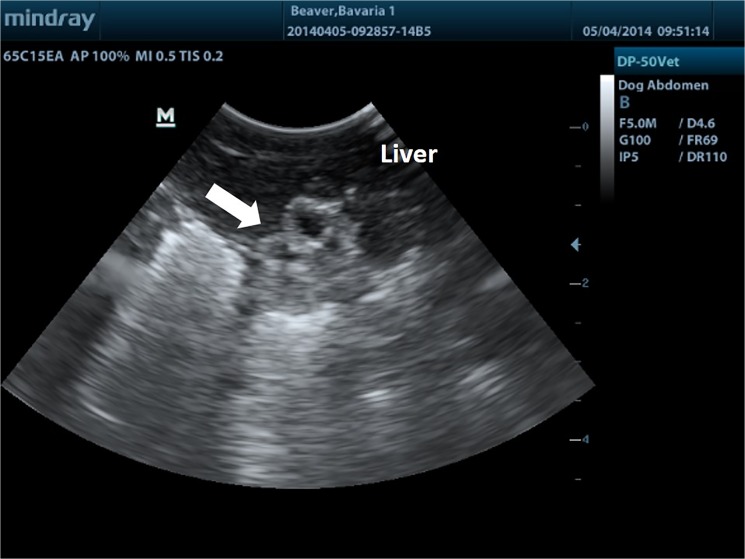 mindray
Beaver,Bavaria 1
20140405-092857-14B5
05/04/2014 09:51:14
65C15EA AP 100% MI 0.5 TIS 0.2
DP-50Vet
Dog Abdomen
B
F5.0M / D4.6
G100 / FR69
IP5 / DR110
M
Liver
0
2
4